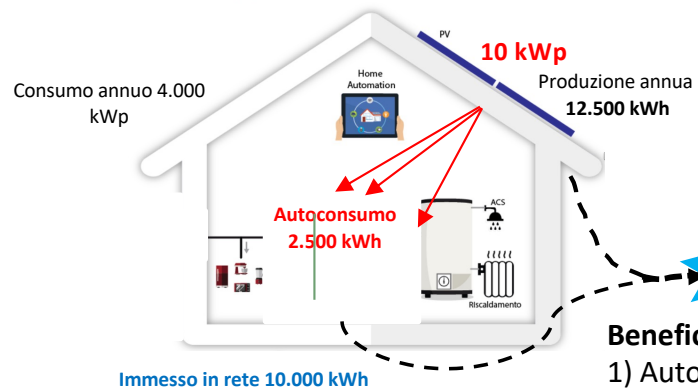 PV
10 kWp
Home
Automation
Consumo annuo 4.000
kWp
Produzione annua
12.500 kWh
Autoconsumo
2.500 kWh
ACS
Riscaldamento
Benefic
1) Auto
Immesso in rete 10.000 kWh